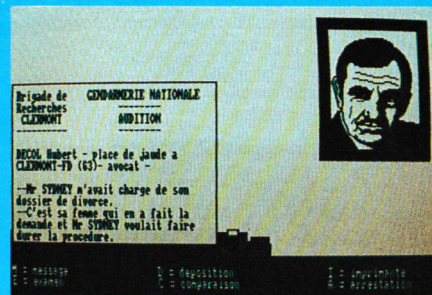 Brigade de
Recherches
CLERMONT
------------
GENDARMERIE NATIONALE
----------
AUDITION
----------
DECOL Hubert - place de jaude a
CLERMONT-FD (63)- avocat -
--Mr SYDNEY m'avait charge de son
dossier de divorce.
--C'est sa femme qui en a fait la
demande et Mr SYDNEY voulait faire
durer la procedure.
M = message
D = deposition
I = imprimante
E = examen
C = comparaison
A = arrestation